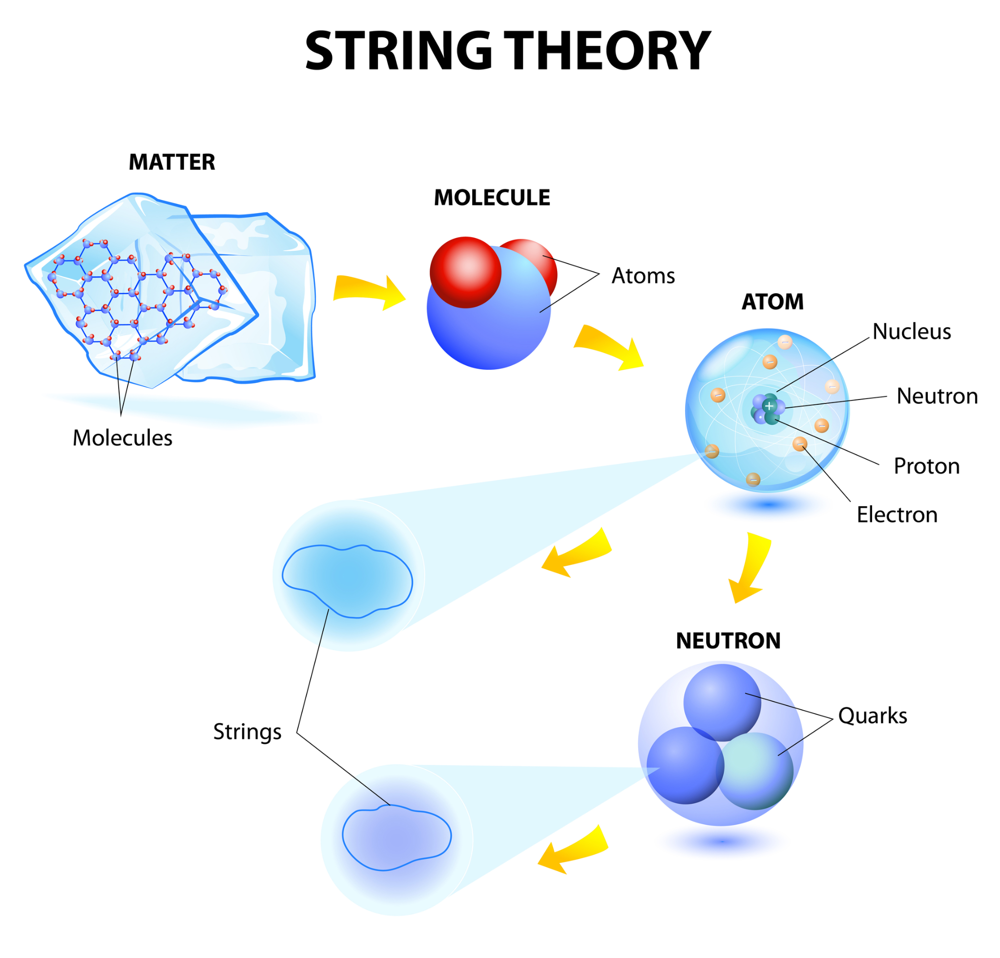 STRING THEORY
MATTER
MOLECULE
Atoms
ATOM
Nucleus
Neutron
Molecules
Proton
Electron
NEUTRON
Quarks
Strings